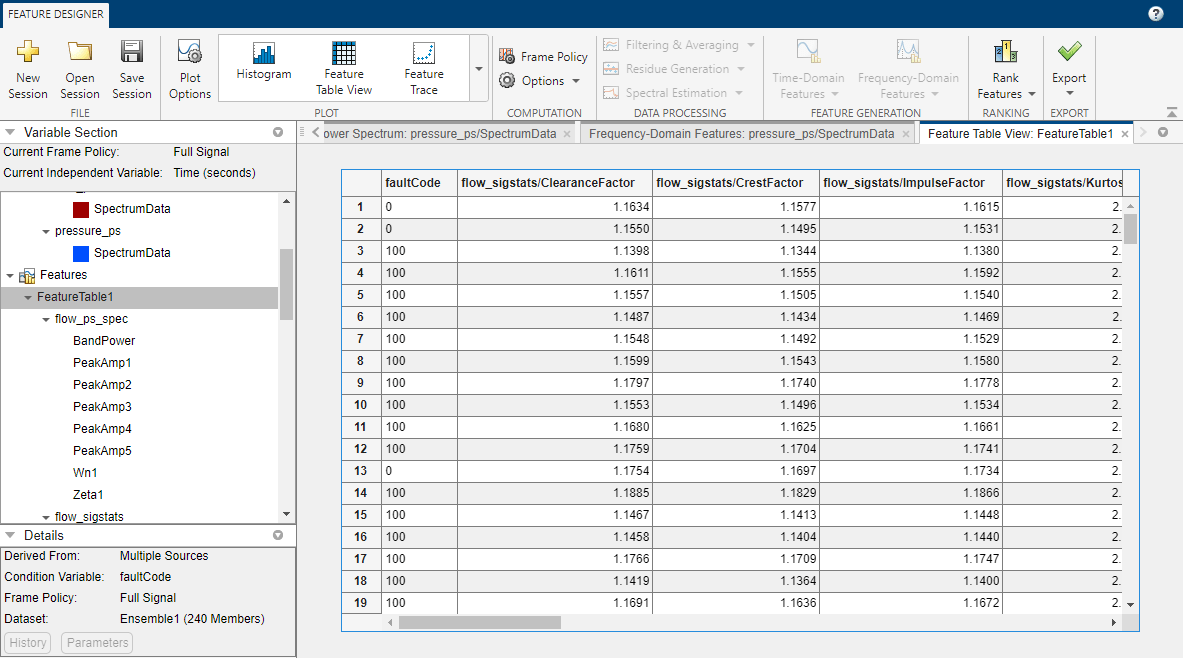 FEATURE DESIGNER
?
New Session
Open Session
Save Session
FILE
Plot Options
Histogram
Feature Table View
Feature Trace
PLOT
Frame Policy
Options
COMPUTATION
Filtering & Averaging
Residue Generation
Spectral Estimation
DATA PROCESSING
Time-Domain Features
Frequency-Domain Features
FEATURE GENERATION
Rank Features
RANKING
Export
EXPORT
Variable Section
Current Frame Policy: Full Signal
Current Independent Variable: Time (seconds)
SpectrumData
pressure_ps
SpectrumData
Features
FeatureTable1
flow_ps_spec
BandPower
PeakAmp1
PeakAmp2
PeakAmp3
PeakAmp4
PeakAmp5
Wn1
Zeta1
flow_sigstats
Details
Derived From: Multiple Sources
Condition Variable: faultCode
Frame Policy: Full Signal
Dataset: Ensemble1 (240 Members)
History Parameters
ower Spectrum: pressure_ps/SpectrumData × Frequency-Domain Features: pressure_ps/SpectrumData × Feature Table View: FeatureTable1 ×
faultCode flow_sigstats/ClearanceFactor flow_sigstats/CrestFactor flow_sigstats/ImpulseFactor flow_sigstats/Kurtos
1 0 1.1634 1.1577 1.1615 2.
2 0 1.1550 1.1495 1.1531 2.
3 100 1.1398 1.1344 1.1380 2.
4 100 1.1611 1.1555 1.1592 2.
5 100 1.1557 1.1505 1.1540 2.
6 100 1.1487 1.1434 1.1469 2.
7 100 1.1548 1.1492 1.1529 2.
8 100 1.1599 1.1543 1.1580 2.
9 100 1.1797 1.1740 1.1778 2.
10 100 1.1553 1.1496 1.1534 2.
11 100 1.1680 1.1625 1.1661 2.
12 100 1.1759 1.1704 1.1741 2.
13 0 1.1754 1.1697 1.1734 2.
14 100 1.1885 1.1829 1.1866 2.
15 100 1.1467 1.1413 1.1448 2.
16 100 1.1458 1.1404 1.1440 2.
17 100 1.1766 1.1709 1.1747 2.
18 100 1.1419 1.1364 1.1400 2.
19 100 1.1691 1.1636 1.1672 2.